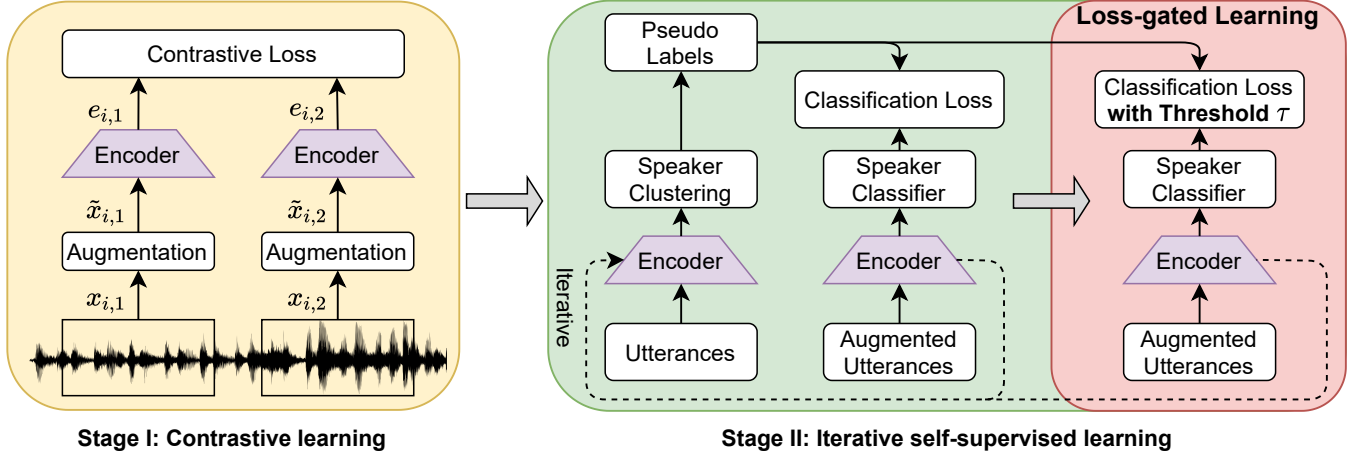 Contrastive Loss
e_{i,1}
e_{i,2}
Encoder
Encoder
x̃_{i,1}
x̃_{i,2}
Augmentation
Augmentation
x_{i,1}
x_{i,2}
Stage I: Contrastive learning
Pseudo
Labels
Speaker
Clustering
Encoder
Utterances
Iterative
Classification Loss
Speaker
Classifier
Encoder
Augmented
Utterances
Loss-gated Learning
Classification Loss
with Threshold τ
Speaker
Classifier
Encoder
Augmented
Utterances
Stage II: Iterative self-supervised learning